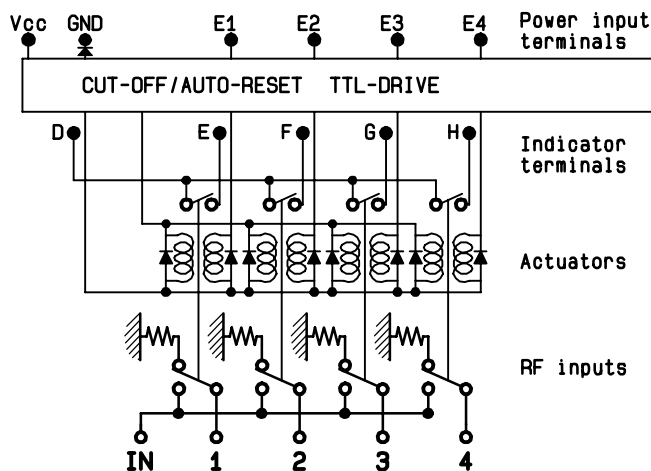 Vcc GND E1 E2 E3 E4 Power input
terminals
CUT-OFF/AUTO-RESET TTL-DRIVE
D E F G H Indicator
terminals
Actuators
RF inputs
IN 1 2 3 4